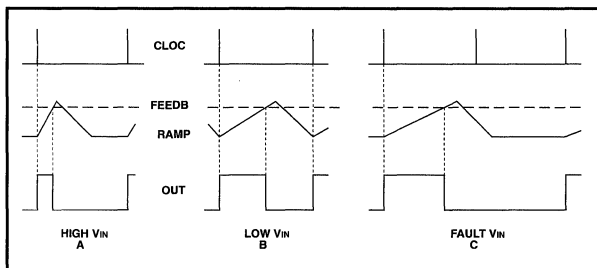 CLOC
FEEDB
RAMP
OUT
HIGH VIN
A
LOW VIN
B
FAULT VIN
C